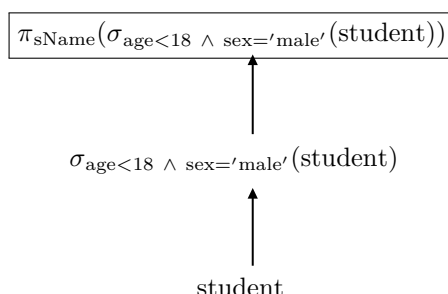 π_sName(σ_age<18 ∧ sex='male'(student))
σ_age<18 ∧ sex='male'(student)
student